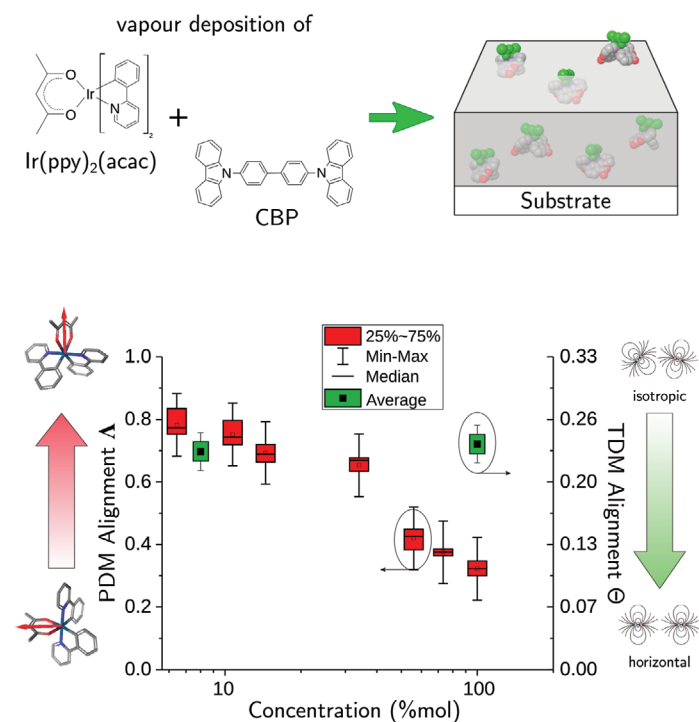 vapour deposition of
O
O
Ir
N
2
Ir(ppy)₂(acac)
+
N
N
CBP
Substrate
25%~75%
Min-Max
Median
Average
1.0
0.8
0.6
0.4
0.2
0.0
PDM Alignment Λ
0.33
0.26
0.20
0.13
0.07
0.00
TDM Alignment Θ
isotropic
horizontal
10
100
Concentration (%mol)